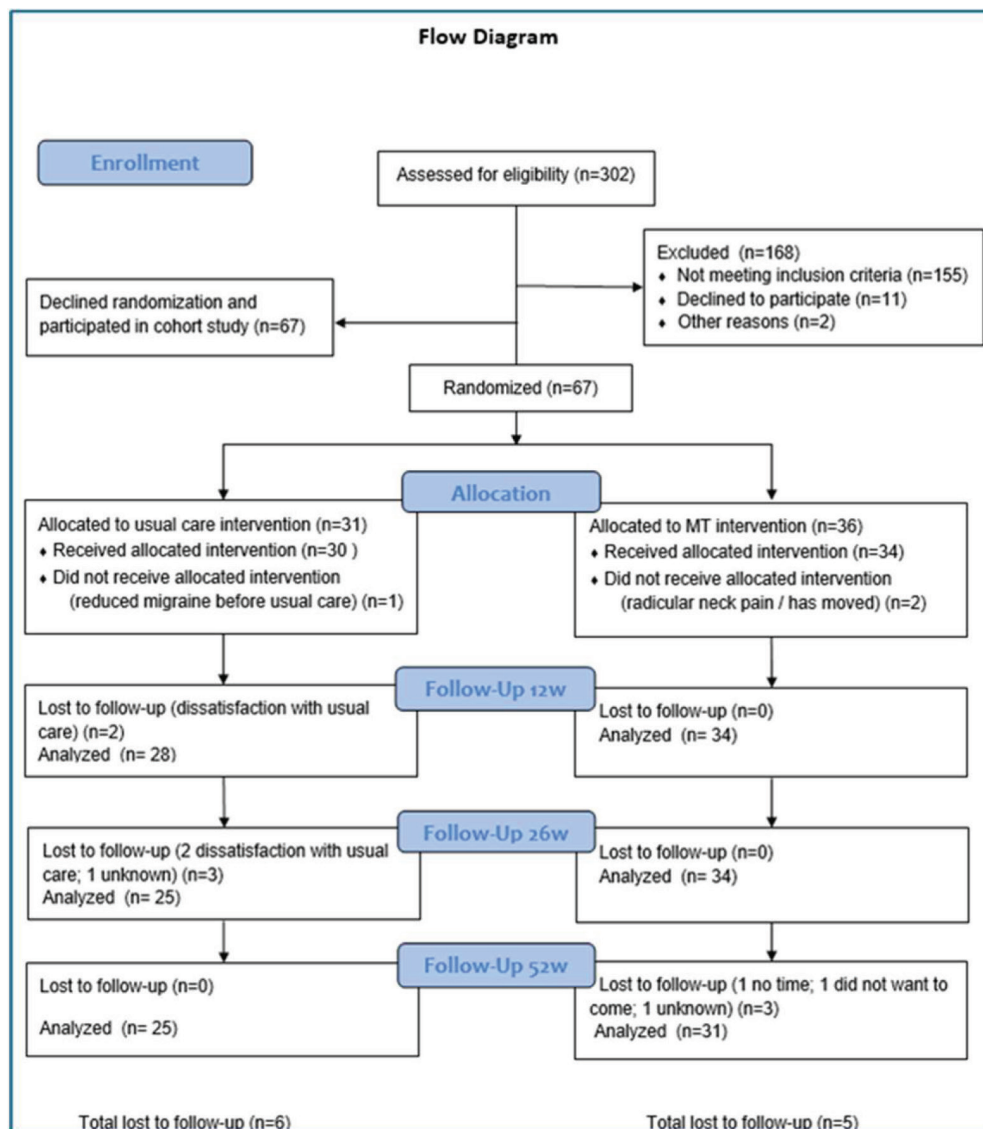 Flow Diagram
Enrollment
Assessed for eligibility (n=302)
Excluded (n=168)
♦ Not meeting inclusion criteria (n=155)
♦ Declined to participate (n=11)
♦ Other reasons (n=2)
Declined randomization and
participated in cohort study (n=67)
Randomized (n=67)
Allocation
Allocated to usual care intervention (n=31)
♦ Received allocated intervention (n=30 )
♦ Did not receive allocated intervention
(reduced migraine before usual care) (n=1)
Allocated to MT intervention (n=36)
♦ Received allocated intervention (n=34)
♦ Did not receive allocated intervention
(radicular neck pain / has moved) (n=2)
Follow-Up 12w
Lost to follow-up (dissatisfaction with usual
care) (n=2)
Analyzed (n= 28)
Lost to follow-up (n=0)
Analyzed (n= 34)
Follow-Up 26w
Lost to follow-up (2 dissatisfaction with usual
care; 1 unknown) (n=3)
Analyzed (n= 25)
Lost to follow-up (n=0)
Analyzed (n= 34)
Follow-Up 52w
Lost to follow-up (n=0)
Analyzed (n= 25)
Lost to follow-up (1 no time; 1 did not want to
come; 1 unknown) (n=3)
Analyzed (n=31)
Total lost to follow-up (n=6)
Total lost to follow-up (n=5)